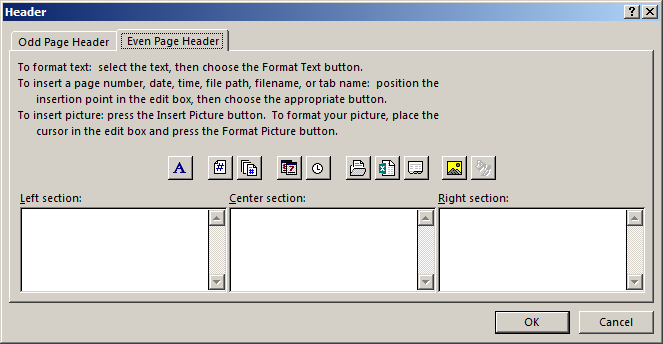 Header
Odd Page Header
Even Page Header
To format text:  select the text, then choose the Format Text button.
To insert a page number, date, time, file path, filename, or tab name:  position the
insertion point in the edit box, then choose the appropriate button.
To insert picture: press the Insert Picture button.  To format your picture, place the
cursor in the edit box and press the Format Picture button.
Left section:
Center section:
Right section:
OK
Cancel